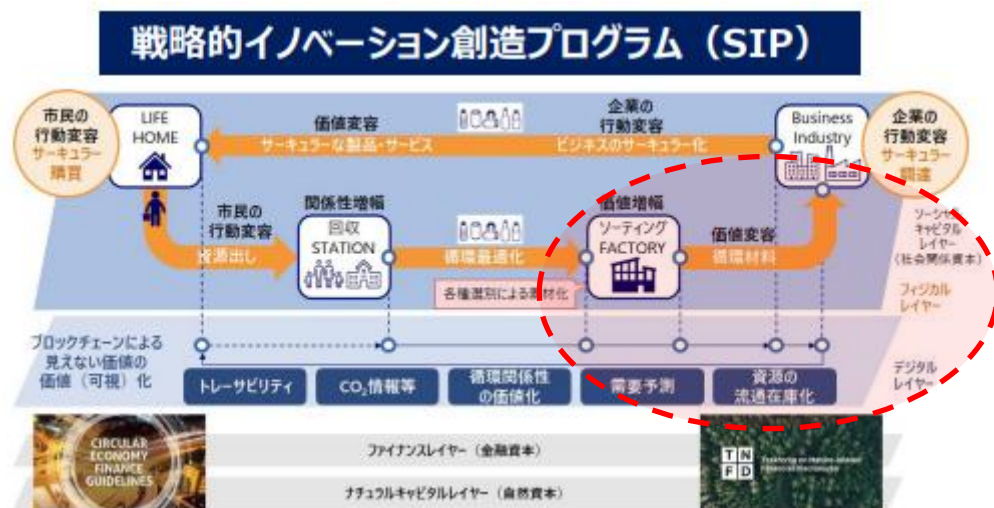 戦略的イノベーション創造プログラム（SIP）
市民の
行動変容
サーキュラー
購買
LIFE
HOME
価値変容
サーキュラーな製品・サービス
企業の
行動変容
ビジネスのサーキュラー化
Business
Industry
企業の
行動変容
サーキュラー
調達
市民の
行動変容
資源出し
関係性増幅
回収
STATION
循環最適化
価値増幅
ソーティング
FACTORY
価値変容
循環材料
各種選別による素材化
ソーシャル
キャピタル
レイヤー
（社会関係資本）
フィジカル
レイヤー
ブロックチェーンによる
見えない価値の
価値（可視）化
トレーサビリティ
CO₂情報等
循環関係性
の価値化
需要予測
資源の
流通在庫化
デジタル
レイヤー
CIRCULAR
ECONOMY
FINANCE
GUIDELINES
ファイナンスレイヤー（金融資本）
ナチュラルキャピタルレイヤー（自然資本）
TN
FD
Taskforce on Nature-related
Financial Disclosures